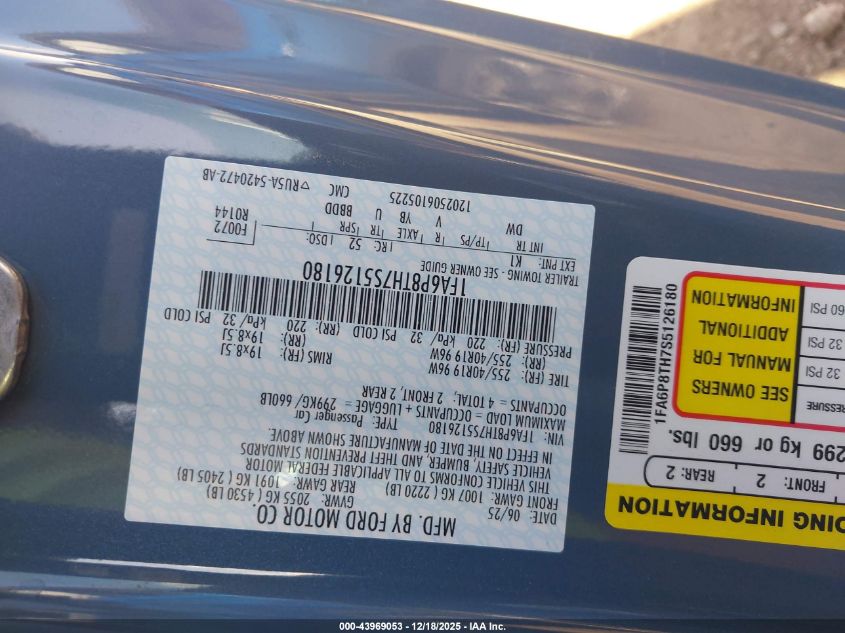 MFD. BY FORD MOTOR CO.
DATE: 06/25 GVWR: 2055 KG ( 4530 LB)
FRONT GAWR: 1007 KG ( 2220 LB) REAR GAWR: 1091 KG ( 2405 LB)
THIS VEHICLE CONFORMS TO ALL APPLICABLE FEDERAL MOTOR
VEHICLE SAFETY, BUMPER, AND THEFT PREVENTION STANDARDS
IN EFFECT ON THE DATE OF MANUFACTURE SHOWN ABOVE.
VIN: 1FA6P8TH7S5126180 TYPE: Passenger Car
MAXIMUM LOAD = OCCUPANTS + LUGGAGE = 299KG/ 660LB
OCCUPANTS = 4 TOTAL, 2 FRONT, 2 REAR
TIRE (FR): 255/40R19 96W RIMS (FR): 19x8.5J
(RR): 255/40R19 96W (RR): 19x8.5J
PRESSURE (FR): 220 kPa/ 32 PSI COLD (RR): 220 kPa/ 32 PSI COLD
1FA6P8TH7S5126180
TRAILER TOWING - SEE OWNER GUIDE
EXT PNT: K1 RC: 52 DSO: F0072
INT TR TP/PS R AXLE TR SPR R0144
DW V YB U BBDD
1202506105225 CMC ▽RU5A-5420472-AB
DING INFORMATION
FRONT: 2 REAR: 2
299 kg or 660 lbs.
PRESSURE
32 PSI
32 PSI
60 PSI
SEE OWNERS
MANUAL FOR
ADDITIONAL
INFORMATION
1FA6P8TH7S5126180
000-43969053 - 12/18/2025 - IAA Inc.